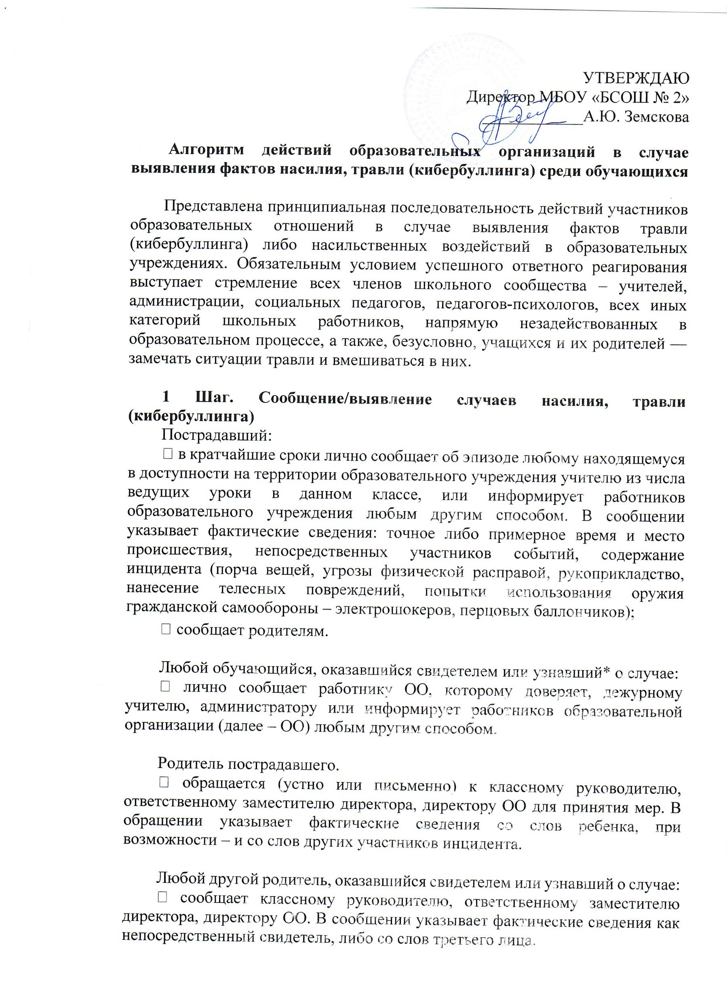 УТВЕРЖДАЮ
Директор МБОУ «БСОШ № 2»
А.Ю. Земскова
Алгоритм действий образовательных организаций в случае
выявления фактов насилия, травли (кибербуллинга) среди обучающихся
Представлена принципиальная последовательность действий участников
образовательных отношений в случае выявления фактов травли
(кибербуллинга) либо насильственных воздействий в образовательных
учреждениях. Обязательным условием успешного ответного реагирования
выступает стремление всех членов школьного сообщества – учителей,
администрации, социальных педагогов, педагогов-психологов, всех иных
категорий школьных работников, напрямую незадействованных в
образовательном процессе, а также, безусловно, учащихся и их родителей —
замечать ситуации травли и вмешиваться в них.
1 Шаг. Сообщение/выявление случаев насилия, травли
(кибербуллинга)
Пострадавший:
в кратчайшие сроки лично сообщает об эпизоде любому находящемуся
в доступности на территории образовательного учреждения учителю из числа
ведущих уроки в данном классе, или информирует работников
образовательного учреждения любым другим способом. В сообщении
указывает фактические сведения: точное либо примерное время и место
происшествия, непосредственных участников событий, содержание
инцидента (порча вещей, угрозы физической расправой, рукоприкладство,
нанесение телесных повреждений, попытки использования оружия
гражданской самообороны – электрошокеров, перцовых баллончиков);
сообщает родителям.
Любой обучающийся, оказавшийся свидетелем или узнавший* о случае:
лично сообщает работнику ОО, которому доверяет, дежурному
учителю, администратору или информирует работников образовательной
организации (далее – ОО) любым другим способом.
Родитель пострадавшего.
обращается (устно или письменно) к классному руководителю,
ответственному заместителю директора, директору ОО для принятия мер. В
обращении указывает фактические сведения со слов ребенка, при
возможности – и со слов других участников инцидента.
Любой другой родитель, оказавшийся свидетелем или узнавший о случае:
сообщает классному руководителю, ответственному заместителю
директора, директору ОО. В сообщении указывает фактические сведения как
непосредственный свидетель, либо со слов третьего лица.